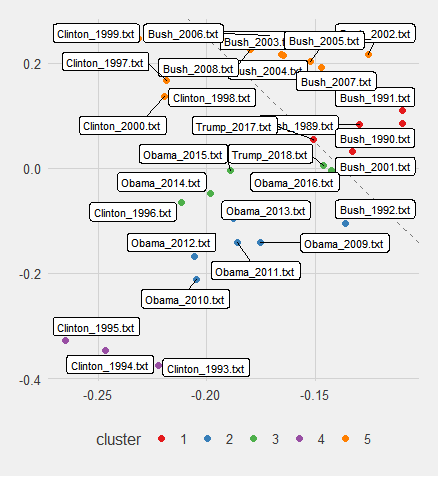 Clinton_1999.txt
Bush_2006.txt
Bush_2002.txt
Bush_2003.txt
Bush_2005.txt
Clinton_1997.txt
0.2
Bush_2008.txt
Bush_2004.txt
Bush_2007.txt
Clinton_1998.txt
Bush_1991.txt
Clinton_2000.txt
Trump_2017.txt
Bush_1989.txt
Bush_1990.txt
Obama_2015.txt
Trump_2018.txt
0.0
Bush_2001.txt
Obama_2014.txt
Obama_2016.txt
Clinton_1996.txt
Obama_2013.txt
Bush_1992.txt
Obama_2012.txt
Obama_2009.txt
Obama_2011.txt
-0.2
Obama_2010.txt
Clinton_1995.txt
Clinton_1994.txt
Clinton_1993.txt
-0.4
-0.25
-0.20
-0.15
cluster 1 2 3 4 5